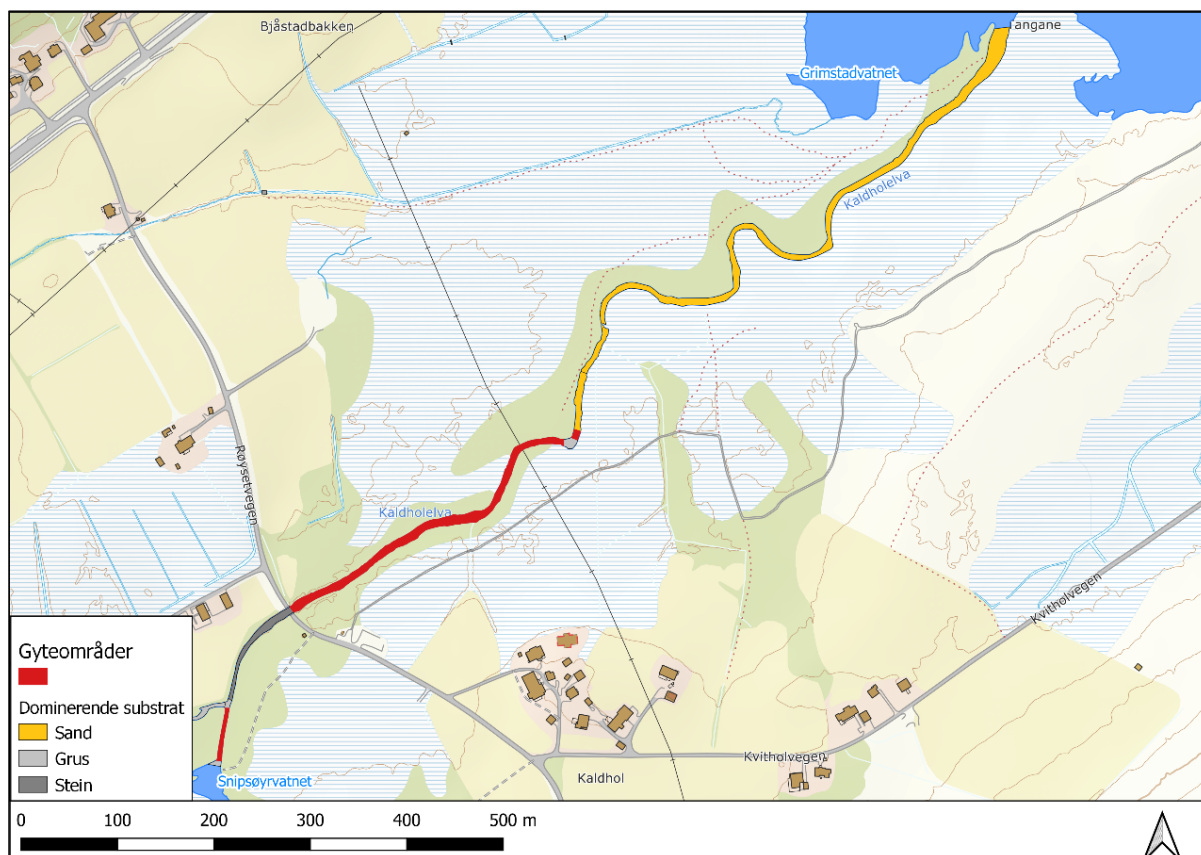 Bjåstadbakken
Tangane
Grimstadvatnet
Kaldholelva
Røysetvegen
Kaldholelva
Kvitholvegen
Gyteområder
Dominerende substrat
Sand
Grus
Stein
Snipsøyrvatnet
Kaldhol
Kvitholvegen
0 100 200 300 400 500 m